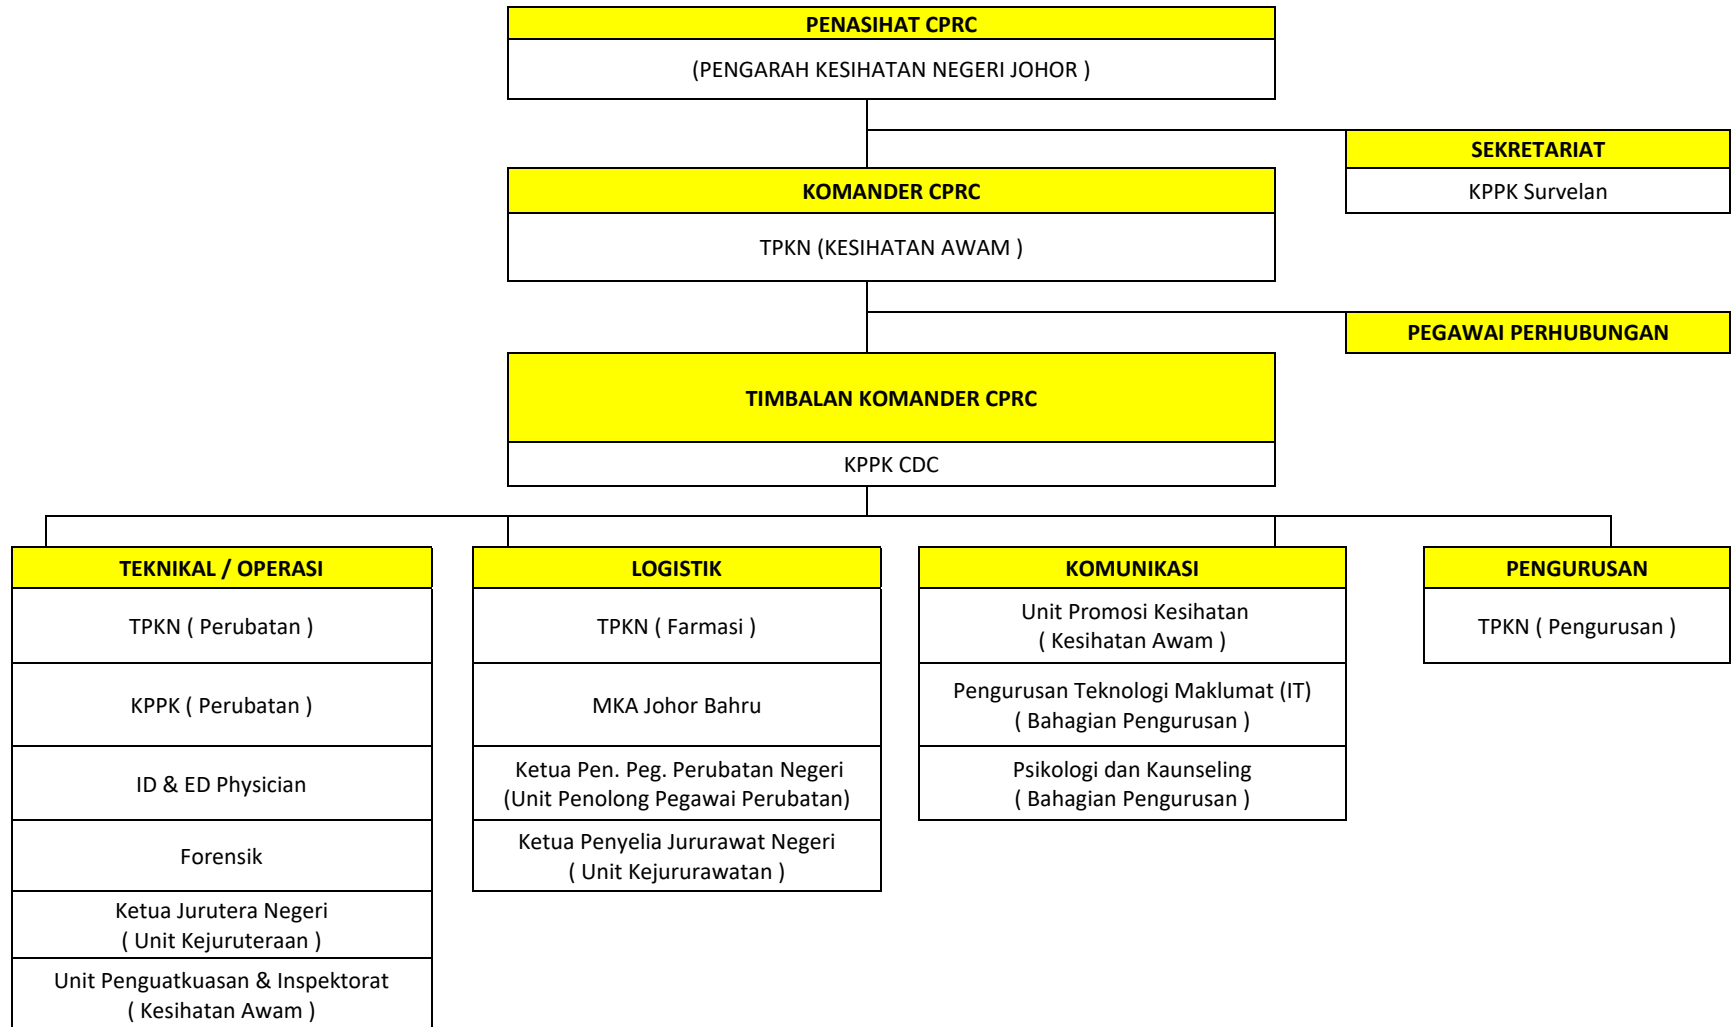 PENASIHAT CPRC
(PENGARAH KESIHATAN NEGERI JOHOR )
SEKRETARIAT
KPPK Survelan
KOMANDER CPRC
TPKN (KESIHATAN AWAM )
PEGAWAI PERHUBUNGAN
TIMBALAN KOMANDER CPRC
KPPK CDC
TEKNIKAL / OPERASI
TPKN ( Perubatan )
KPPK ( Perubatan )
ID & ED Physician
Forensik
Ketua Jurutera Negeri
( Unit Kejuruteraan )
Unit Penguatkuasan & Inspektorat
( Kesihatan Awam )
LOGISTIK
TPKN ( Farmasi )
MKA Johor Bahru
Ketua Pen. Peg. Perubatan Negeri
(Unit Penolong Pegawai Perubatan)
Ketua Penyelia Jururawat Negeri
( Unit Kejururawatan )
KOMUNIKASI
Unit Promosi Kesihatan
( Kesihatan Awam )
Pengurusan Teknologi Maklumat (IT)
( Bahagian Pengurusan )
Psikologi dan Kaunseling
( Bahagian Pengurusan )
PENGURUSAN
TPKN ( Pengurusan )